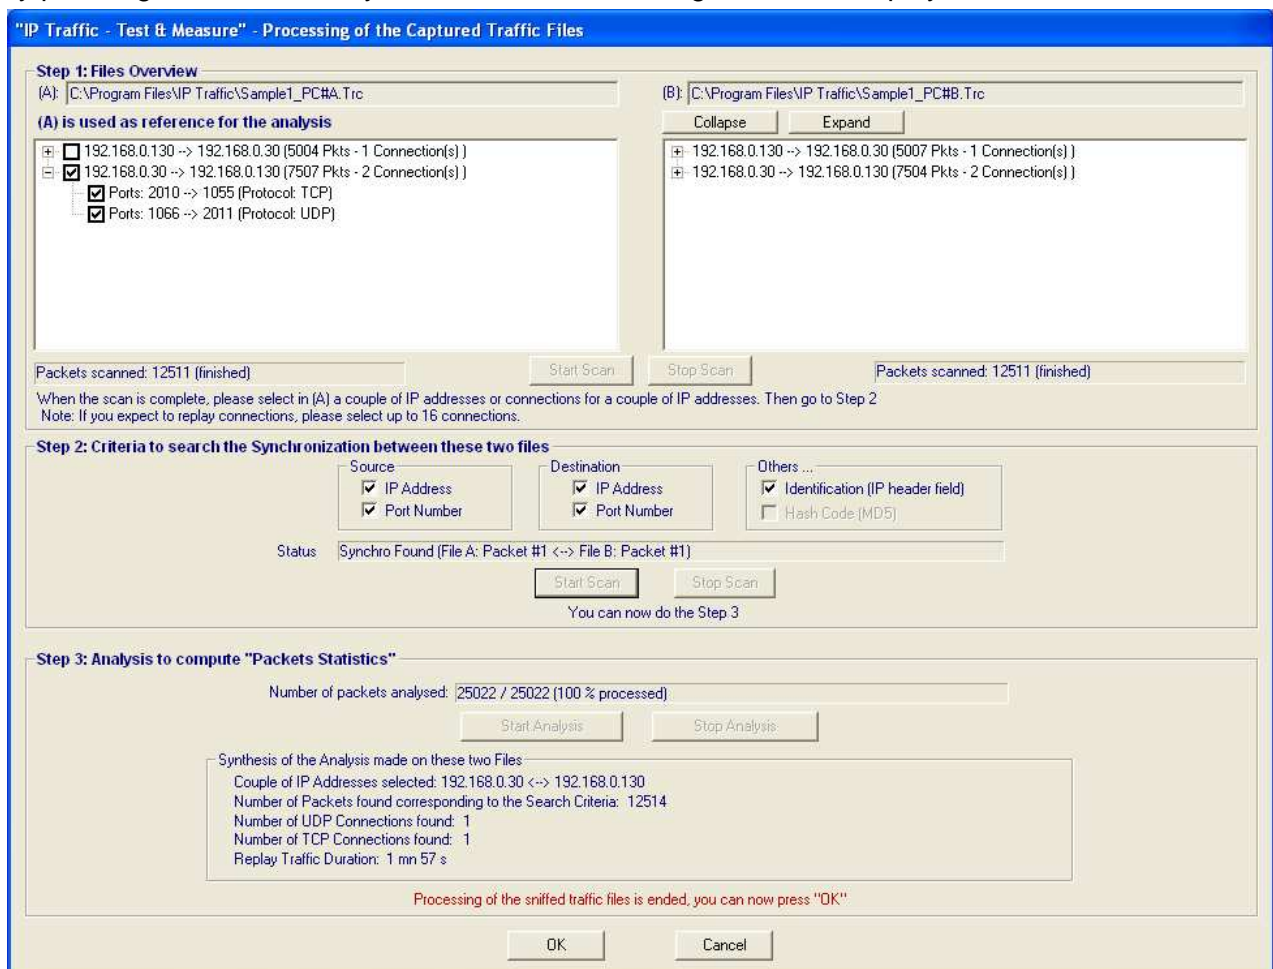 "IP Traffic - Test & Measure" - Processing of the Captured Traffic Files
Step 1: Files Overview
(A): C:\Program Files\IP Traffic\Sample1_PC#A.Trc
(B): C:\Program Files\IP Traffic\Sample1_PC#B.Trc
(A) is used as reference for the analysis
Collapse Expand
192.168.0.130 --> 192.168.0.30 (5004 Pkts - 1 Connection(s) )
192.168.0.30 --> 192.168.0.130 (7507 Pkts - 2 Connection(s) )
Ports: 2010 --> 1055 (Protocol: TCP)
Ports: 1066 --> 2011 (Protocol: UDP)
192.168.0.130 --> 192.168.0.30 (5007 Pkts - 1 Connection(s) )
192.168.0.30 --> 192.168.0.130 (7504 Pkts - 2 Connection(s) )
Packets scanned: 12511 (finished)
Start Scan Stop Scan
Packets scanned: 12511 (finished)
When the scan is complete, please select in (A) a couple of IP addresses or connections for a couple of IP addresses. Then go to Step 2
Note: If you expect to replay connections, please select up to 16 connections.
Step 2: Criteria to search the Synchronization between these two files
Source
IP Address
Port Number
Destination
IP Address
Port Number
Others ...
Identification (IP header field)
Hash Code (MD5)
Status Synchro Found (File A: Packet #1 <--> File B: Packet #1)
Start Scan Stop Scan
You can now do the Step 3
Step 3: Analysis to compute "Packets Statistics"
Number of packets analysed: 25022 / 25022 (100 % processed)
Start Analysis Stop Analysis
Synthesis of the Analysis made on these two Files
Couple of IP Addresses selected: 192.168.0.30 <--> 192.168.0.130
Number of Packets found corresponding to the Search Criteria: 12514
Number of UDP Connections found: 1
Number of TCP Connections found: 1
Replay Traffic Duration: 1 mn 57 s
Processing of the sniffed traffic files is ended, you can now press "OK"
OK Cancel